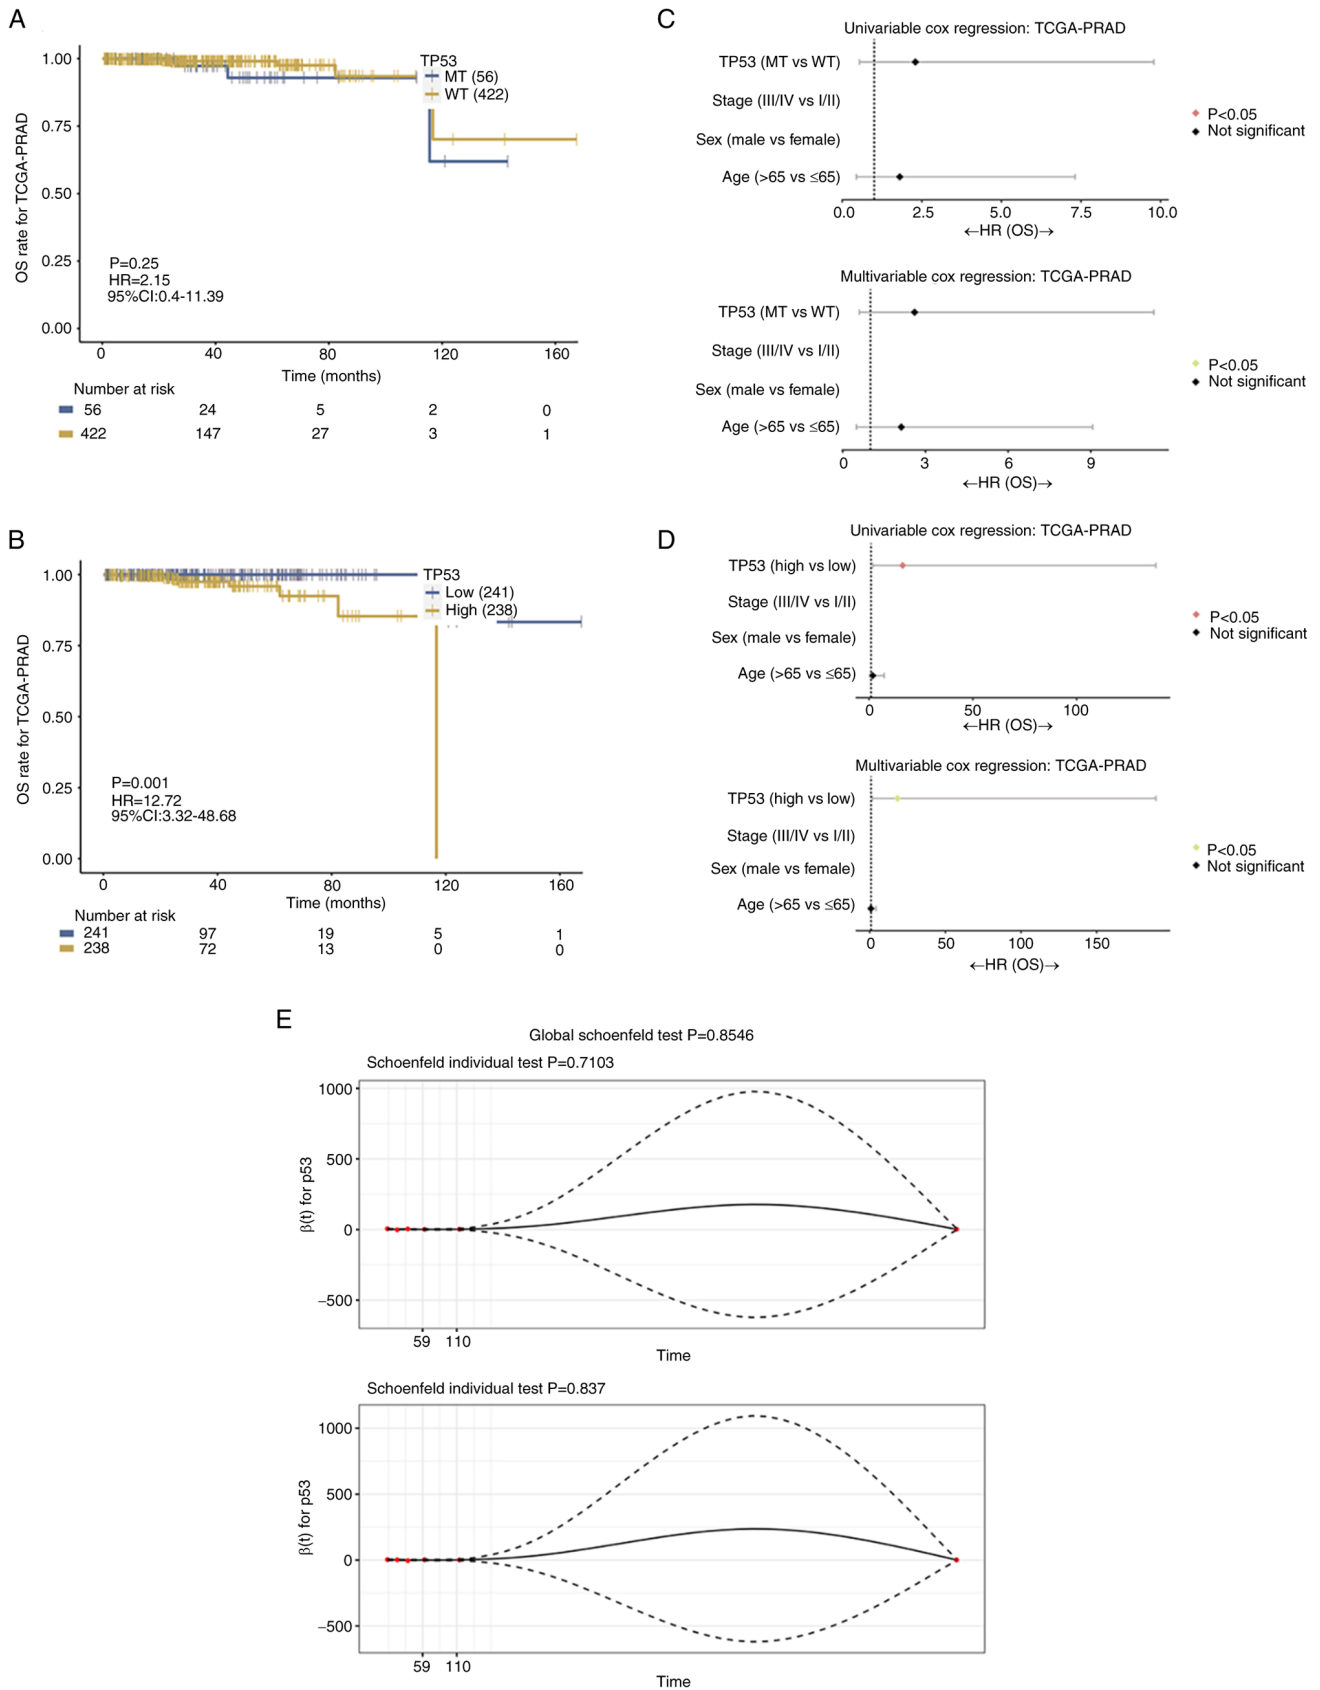 A
OS rate for TCGA-PRAD
1.00
0.75
0.50
0.25
0.00
TP53
MT (56)
WT (422)
P=0.25
HR=2.15
95%CI:0.4-11.39
0 40 80 120 160
Time (months)
Number at risk
56 24 5 2 0
422 147 27 3 1
C
Univariable cox regression: TCGA-PRAD
TP53 (MT vs WT)
Stage (III/IV vs I/II)
Sex (male vs female)
Age (>65 vs ≤65)
P<0.05
Not significant
0.0 2.5 5.0 7.5 10.0
←HR (OS)→
Multivariable cox regression: TCGA-PRAD
TP53 (MT vs WT)
Stage (III/IV vs I/II)
Sex (male vs female)
Age (>65 vs ≤65)
P<0.05
Not significant
0 3 6 9
←HR (OS)→
B
OS rate for TCGA-PRAD
1.00
0.75
0.50
0.25
0.00
TP53
Low (241)
High (238)
P=0.001
HR=12.72
95%CI:3.32-48.68
0 40 80 120 160
Time (months)
Number at risk
241 97 19 5 1
238 72 13 0 0
D
Univariable cox regression: TCGA-PRAD
TP53 (high vs low)
Stage (III/IV vs I/II)
Sex (male vs female)
Age (>65 vs ≤65)
P<0.05
Not significant
0 50 100
←HR (OS)→
Multivariable cox regression: TCGA-PRAD
TP53 (high vs low)
Stage (III/IV vs I/II)
Sex (male vs female)
Age (>65 vs ≤65)
P<0.05
Not significant
0 50 100 150
←HR (OS)→
E
Global schoenfeld test P=0.8546
Schoenfeld individual test P=0.7103
β(t) for p53
1000
500
0
−500
59 110
Time
Schoenfeld individual test P=0.837
β(t) for p53
1000
500
0
−500
59 110
Time